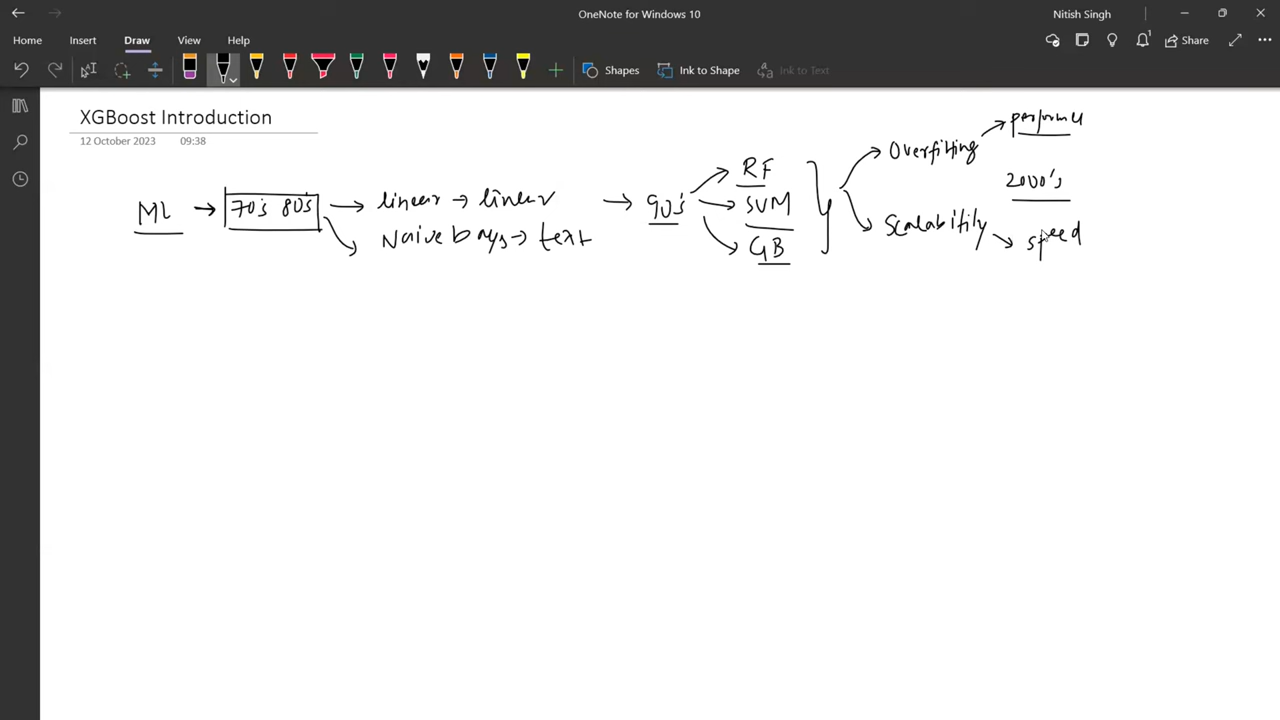 OneNote for Windows 10
Nitish Singh
Home Insert Draw View Help
Share
Shapes Ink to Shape Ink to Text
XGBoost Introduction
12 October 2023 09:38
ML → 70's 80's → linear → linear
Naive bays → text
→ 90's → RF
SVM
GB
Overfitting → performce
2000's
Scalability → speed